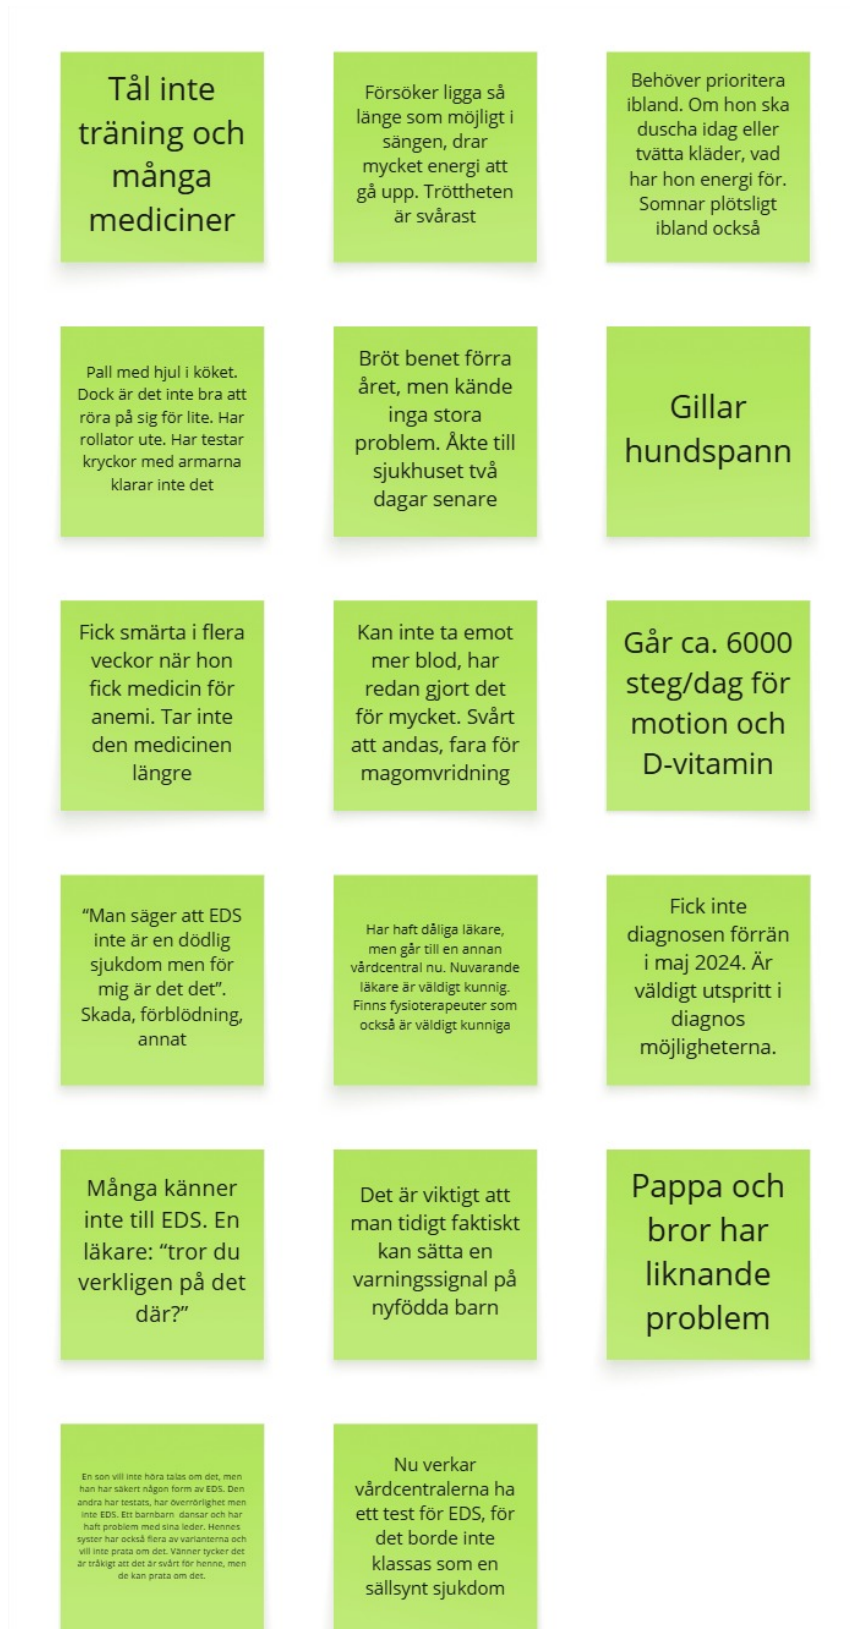 Tål inte
träning och
många
mediciner
Försöker ligga så
länge som möjligt i
sängen, drar
mycket energi att
gå upp. Tröttheten
är svårast
Behöver prioritera
ibland. Om hon ska
duscha idag eller
tvätta kläder, vad
har hon energi för.
Somnar plötsligt
ibland också
Pall med hjul i köket.
Dock är det inte bra att
röra på sig för lite. Har
rollator ute. Har testar
kryckor med armarna
klarar inte det
Bröt benet förra
året, men kände
inga stora
problem. Åkte till
sjukhuset två
dagar senare
Gillar
hundspann
Fick smärta i flera
veckor när hon
fick medicin för
anemi. Tar inte
den medicinen
längre
Kan inte ta emot
mer blod, har
redan gjort det
för mycket. Svårt
att andas, fara för
magomvridning
Går ca. 6000
steg/dag för
motion och
D-vitamin
“Man säger att EDS
inte är en dödlig
sjukdom men för
mig är det det”.
Skada, förblödning,
annat
Har haft dåliga läkare,
men går till en annan
vårdcentral nu. Nuvarande
läkare är väldigt kunnig.
Finns fysioterapeuter som
också är väldigt kunniga
Fick inte
diagnosen förrän
i maj 2024. Är
väldigt utspritt i
diagnos
möjligheterna.
Många känner
inte till EDS. En
läkare: “tror du
verkligen på det
där?”
Det är viktigt att
man tidigt faktiskt
kan sätta en
varningssignal på
nyfödda barn
Pappa och
bror har
liknande
problem
En son vill inte höra talas om det, men
han har säkert någon form av EDS. Den
andra har testats, har överrörlighet men
inte EDS. Ett barnbarn dansar och har
haft problem med sina leder. Hennes
syster har också flera av varianterna och
vill inte prata om det. Vänner tycker det
är tråkigt att det är svårt för henne, men
de kan prata om det.
Nu verkar
vårdcentralerna ha
ett test för EDS, för
det borde inte
klassas som en
sällsynt sjukdom